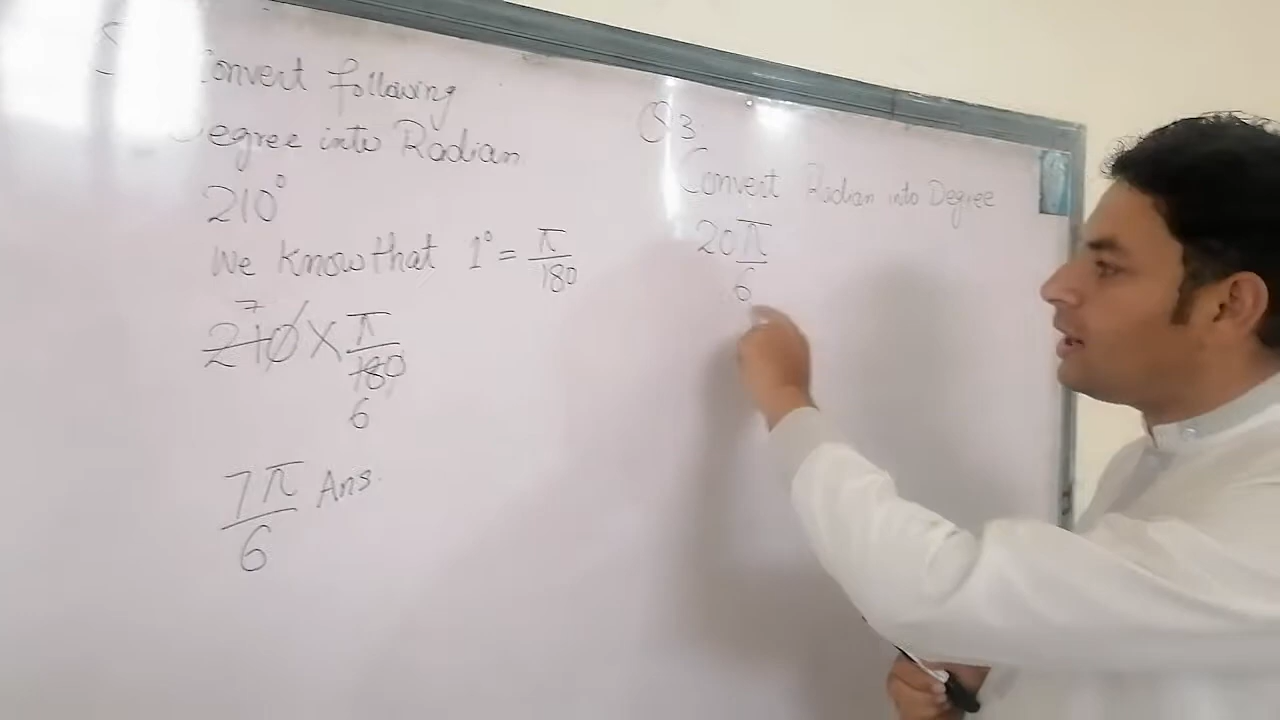 Convert following
Degree into Radian
210°
We know that 1° = π/180
7
210 × π/180
6
7π/6 Ans.
Q3
Convert Radian into Degree
20π/6